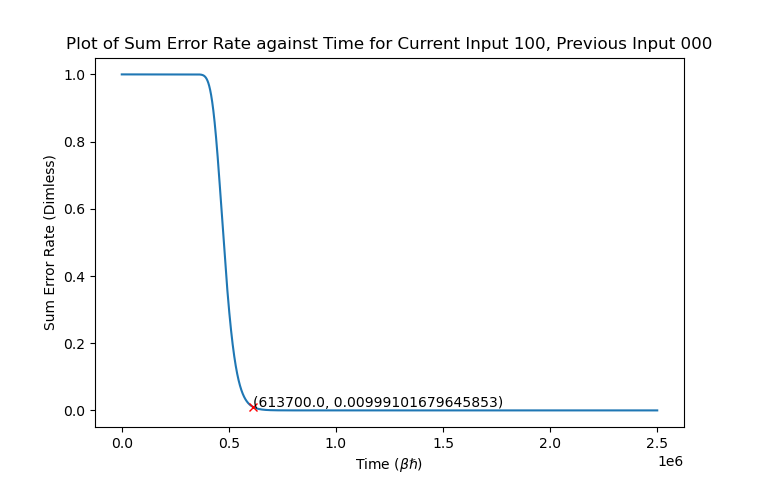 Plot of Sum Error Rate against Time for Current Input 100, Previous Input 000
Sum Error Rate (Dimless)
1.0
0.8
0.6
0.4
0.2
0.0
(613700.0, 0.00999101679645853)
0.0 0.5 1.0 1.5 2.0 2.5
1e6
Time (βℏ)